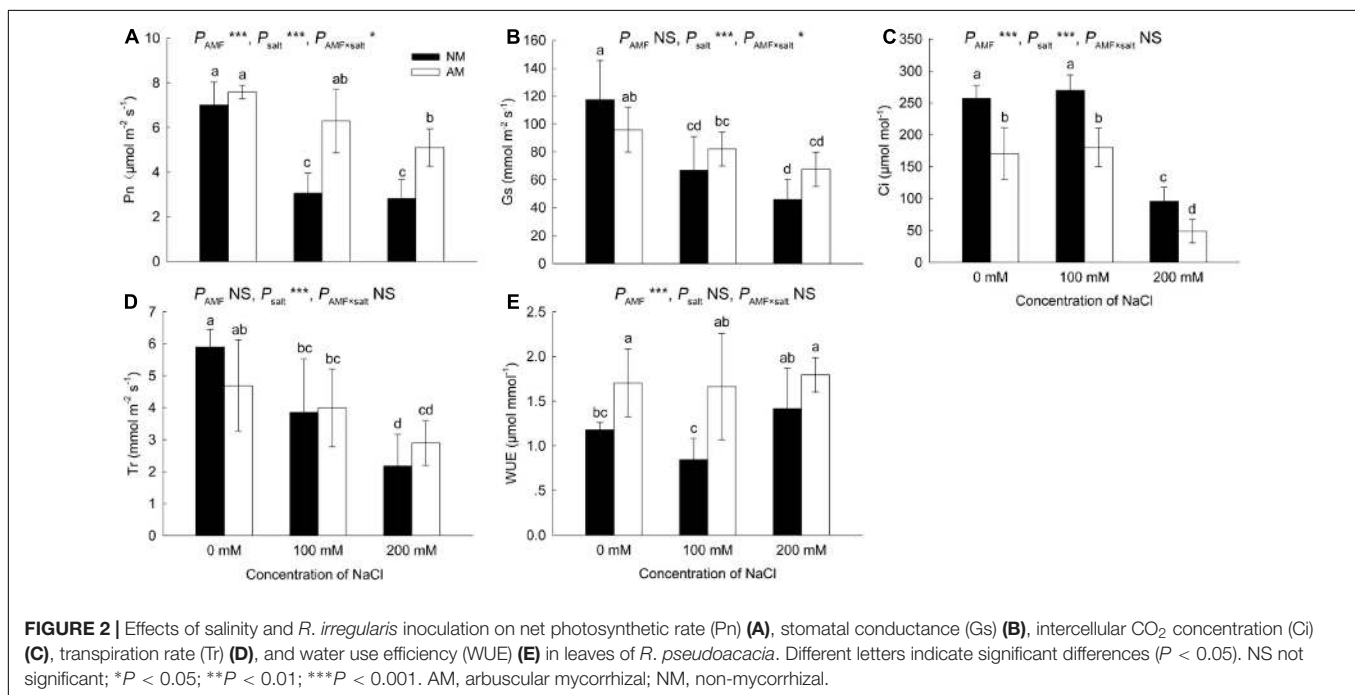 A
P_AMF ***, P_salt ***, P_AMF×salt *
10
8
6
4
2
0
Pn (μmol m⁻² s⁻¹)
NM
AM
a
a
c
ab
c
b
B
P_AMF NS, P_salt ***, P_AMF×salt *
160
140
120
100
80
60
40
20
0
Gs (mmol m⁻² s⁻¹)
a
ab
cd
bc
d
cd
C
P_AMF ***, P_salt ***, P_AMF×salt NS
350
300
250
200
150
100
50
0
Ci (μmol mol⁻¹)
a
b
a
b
c
d
0 mM 100 mM 200 mM
Concentration of NaCl
D
P_AMF NS, P_salt ***, P_AMF×salt NS
7
6
5
4
3
2
1
0
Tr (mmol m⁻² s⁻¹)
a
ab
bc
bc
d
cd
0 mM 100 mM 200 mM
Concentration of NaCl
E
P_AMF ***, P_salt NS, P_AMF×salt NS
2.5
2.0
1.5
1.0
.5
0.0
WUE (μmol mmol⁻¹)
bc
a
c
ab
ab
a
0 mM 100 mM 200 mM
Concentration of NaCl
FIGURE 2 | Effects of salinity and R. irregularis inoculation on net photosynthetic rate (Pn) (A), stomatal conductance (Gs) (B), intercellular CO₂ concentration (Ci)
(C), transpiration rate (Tr) (D), and water use efficiency (WUE) (E) in leaves of R. pseudoacacia. Different letters indicate significant differences (P < 0.05). NS not
significant; *P < 0.05; **P < 0.01; ***P < 0.001. AM, arbuscular mycorrhizal; NM, non-mycorrhizal.